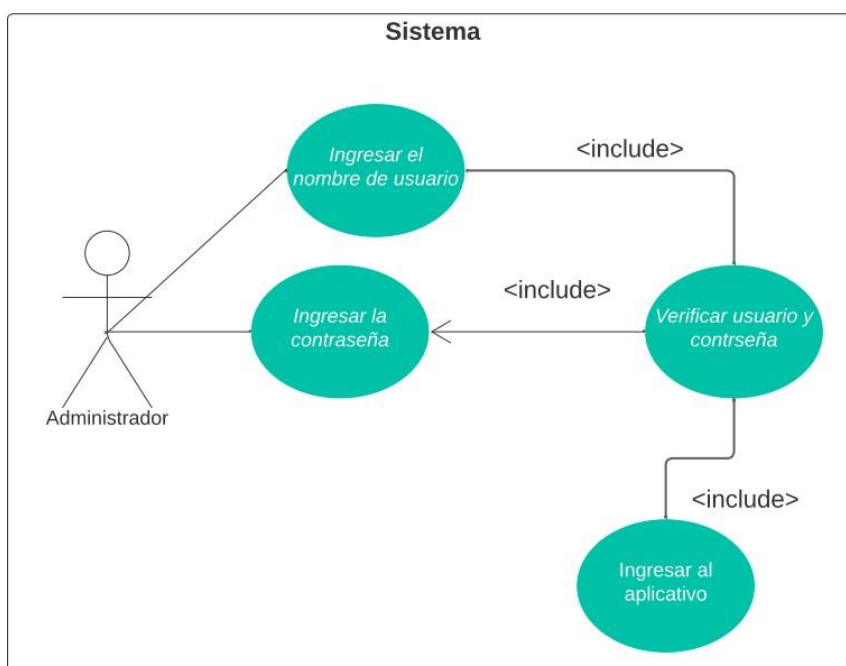 Sistema
Ingresar el
nombre de usuario
<include>
<include>
Ingresar la
contraseña
Verificar usuario y
contrseña
Administrador
<include>
Ingresar al
aplicativo